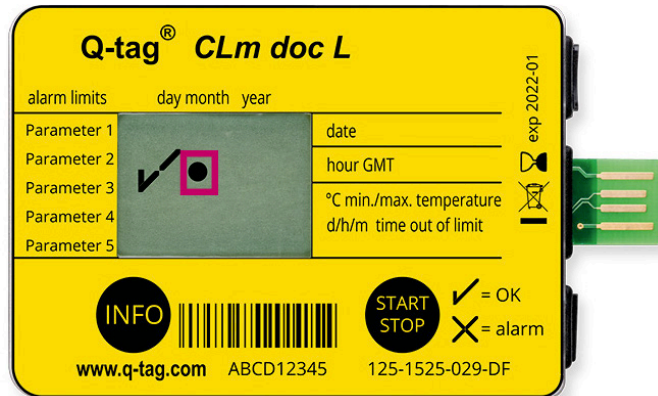 Q-tag® CLm doc L
alarm limits day month year
exp 2022-01
Parameter 1
Parameter 2
Parameter 3
Parameter 4
Parameter 5
date
hour GMT
°C min./max. temperature
d/h/m time out of limit
INFO
START
STOP
= OK
= alarm
www.q-tag.com ABCD12345 125-1525-029-DF